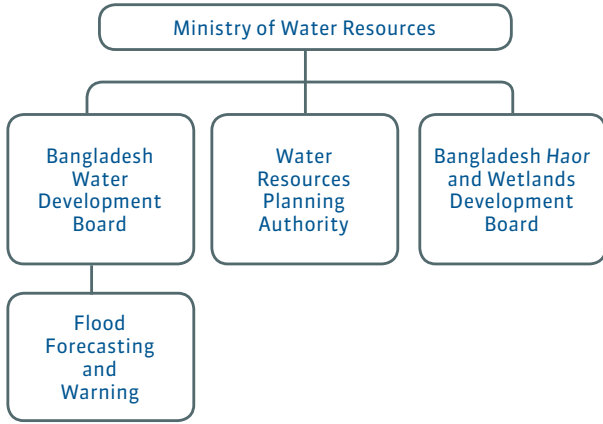 Ministry of Water Resources
Bangladesh
Water
Development
Board
Water
Resources
Planning
Authority
Bangladesh Haor
and Wetlands
Development
Board
Flood
Forecasting
and
Warning